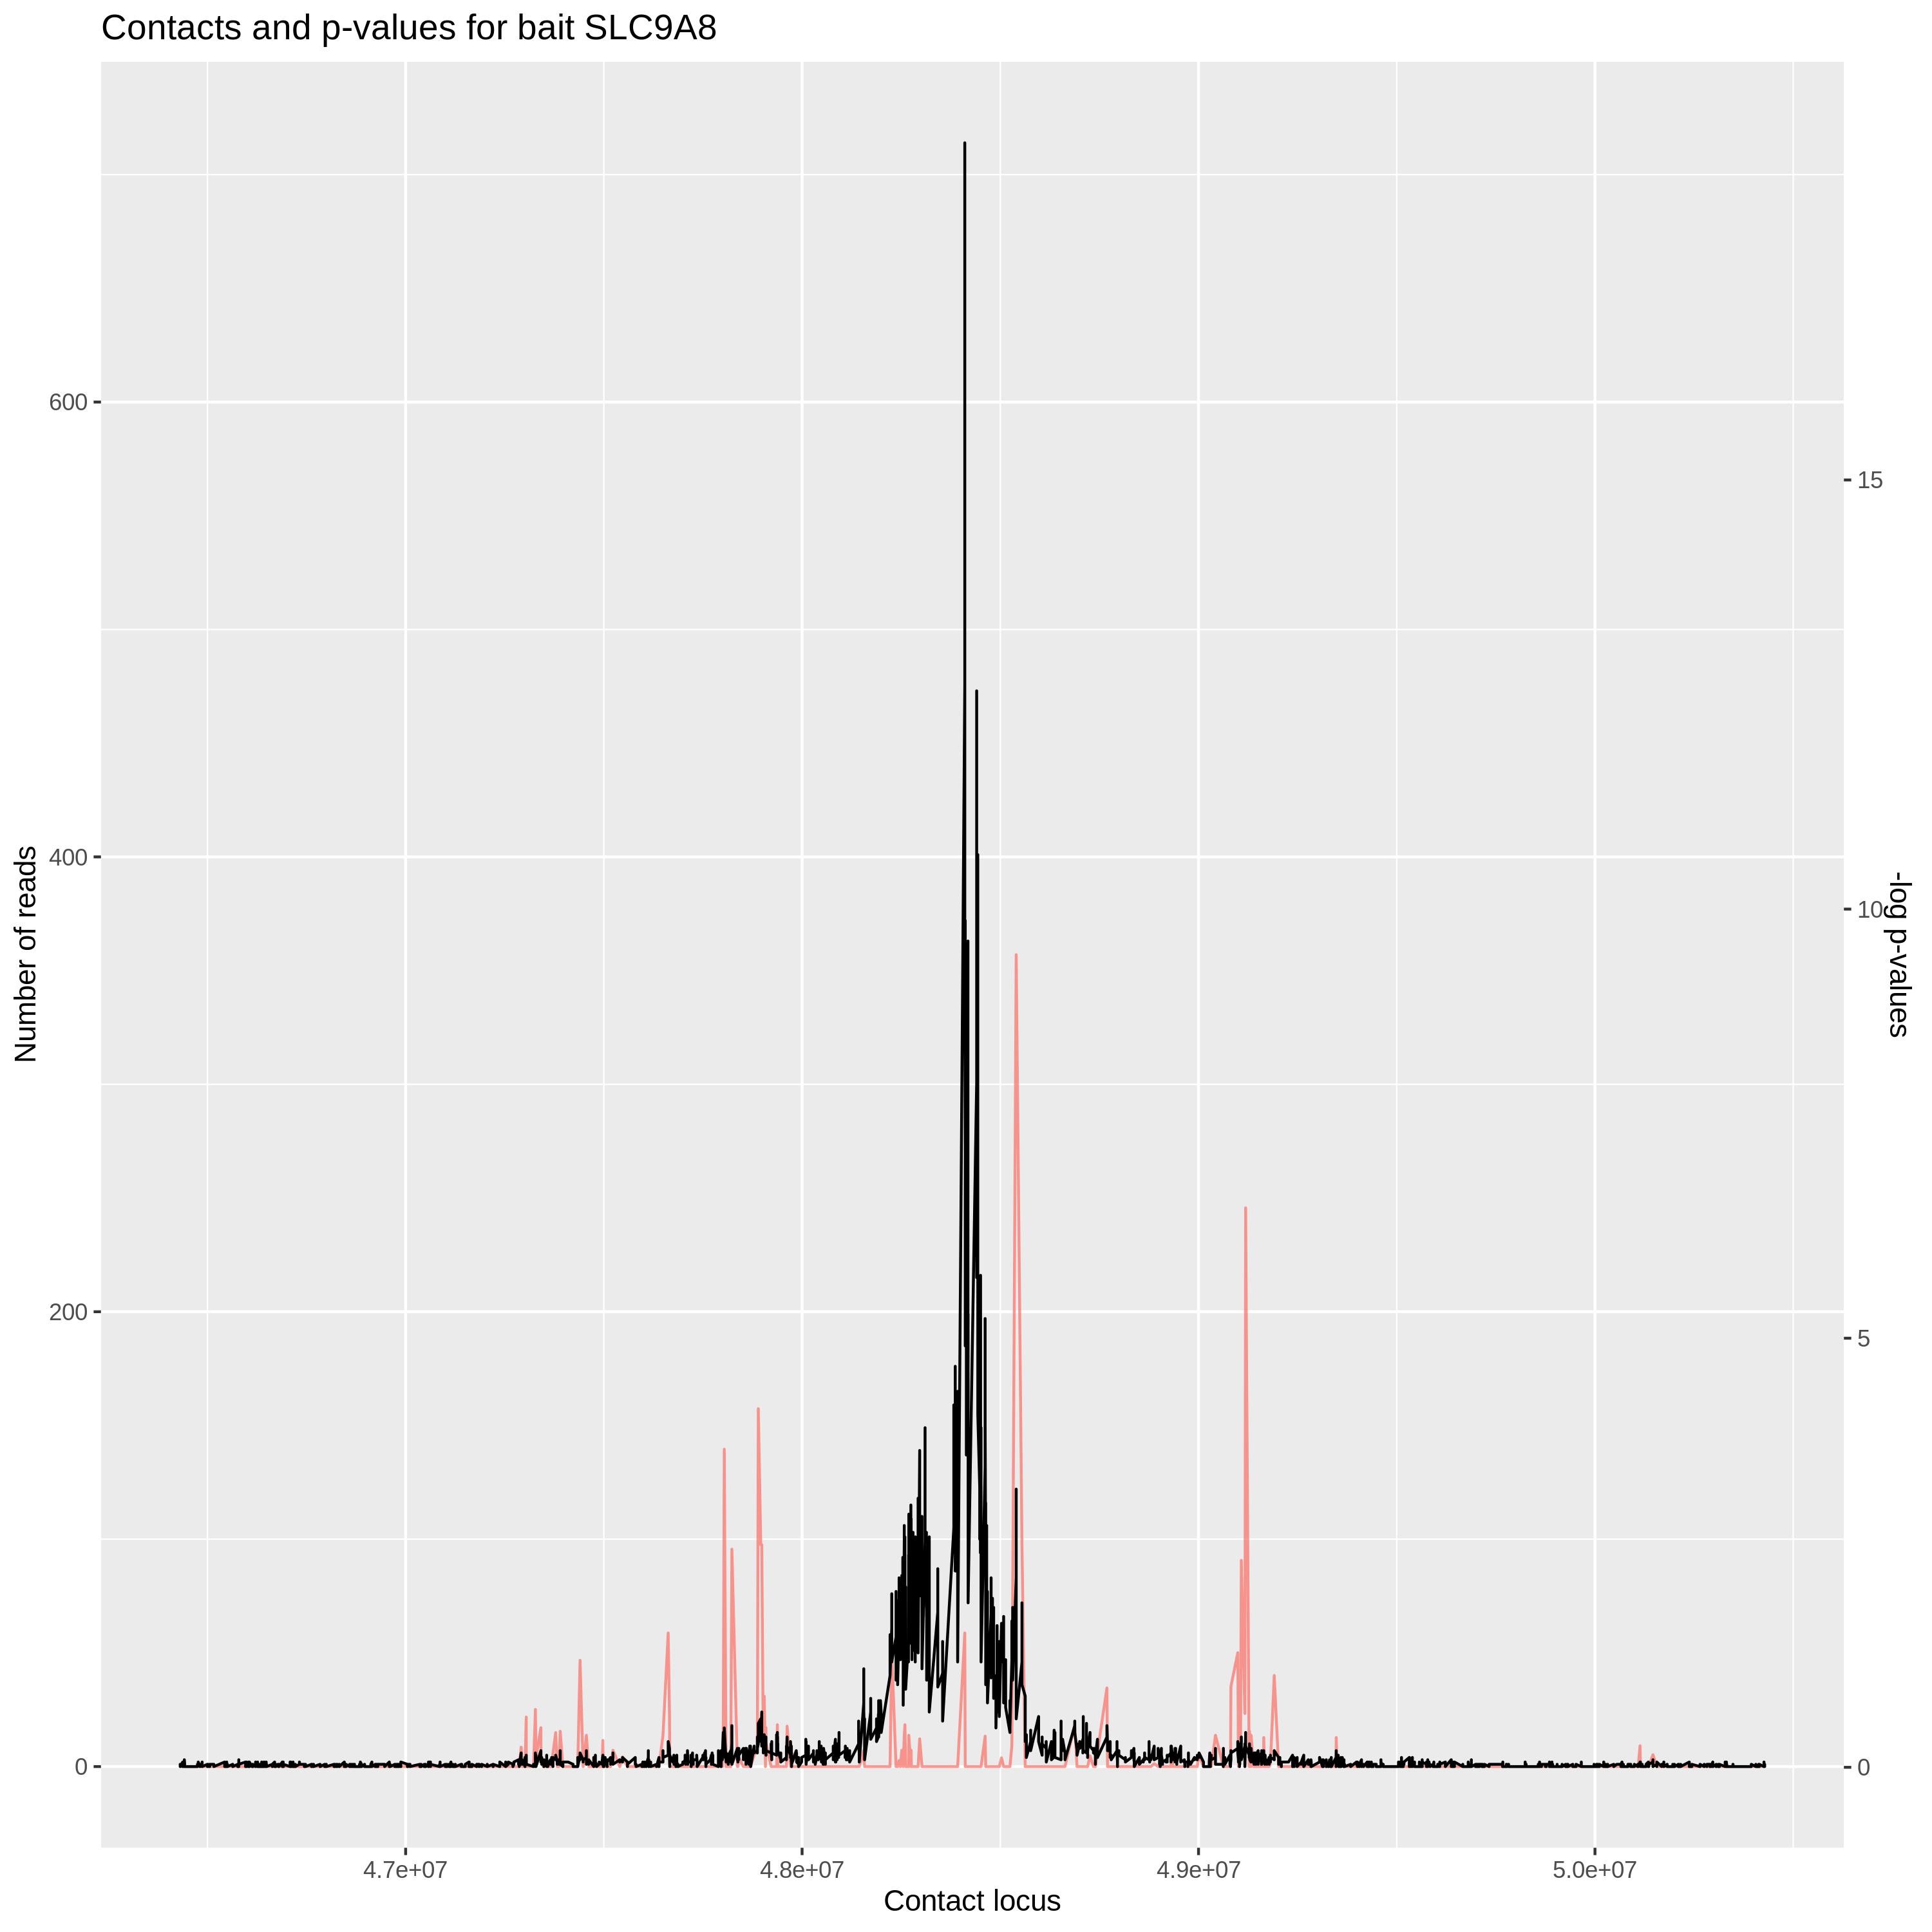 Contacts and p-values for bait SLC9A8
Number of reads
600
400
200
0
15
10
5
0
-log p-values
4.7e+07
4.8e+07
4.9e+07
5.0e+07
Contact locus